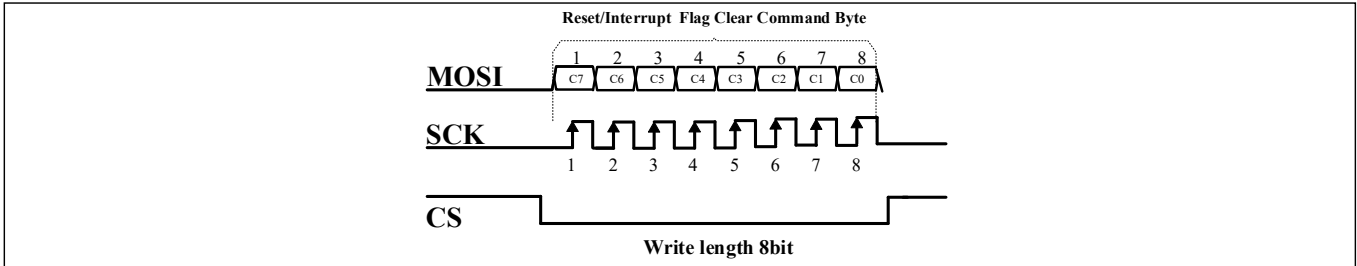 Reset/Interrupt Flag Clear Command Byte
1 2 3 4 5 6 7 8
MOSI C7 C6 C5 C4 C3 C2 C1 C0
SCK
1 2 3 4 5 6 7 8
CS
Write length 8bit